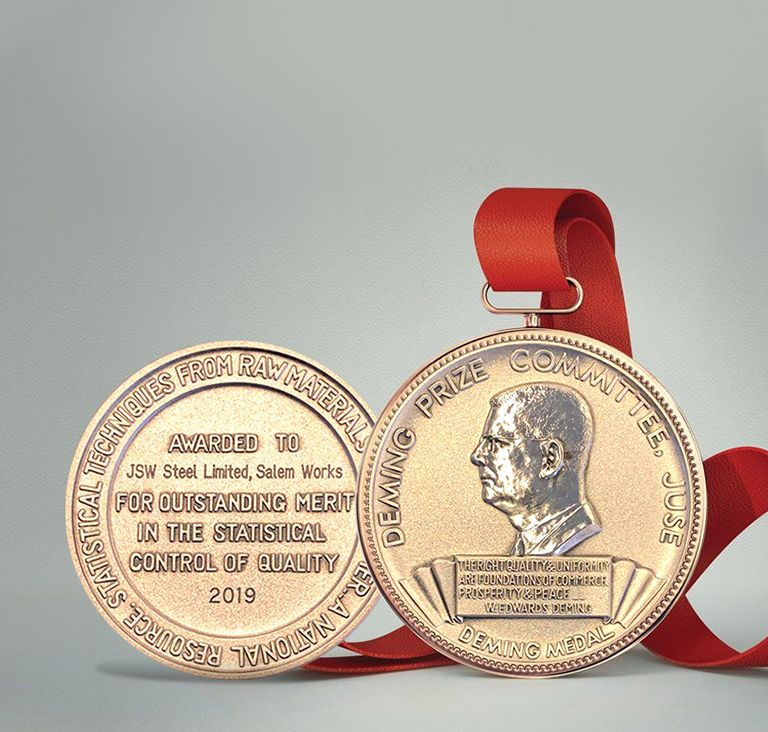 STATISTICAL TECHNIQUES FROM RAW MATERIALS
ER... A NATIONAL RESOURCE.
AWARDED TO
JSW Steel Limited, Salem Works
FOR OUTSTANDING MERIT
IN THE STATISTICAL
CONTROL OF QUALITY
2019
DEMING PRIZE COMMITTEE, JUSE
THE RIGHT QUALITY & UNIFORMITY
ARE FOUNDATIONS OF COMMERCE
PROSPERITY & PEACE __
W. EDWARDS DEMING
DEMING MEDAL